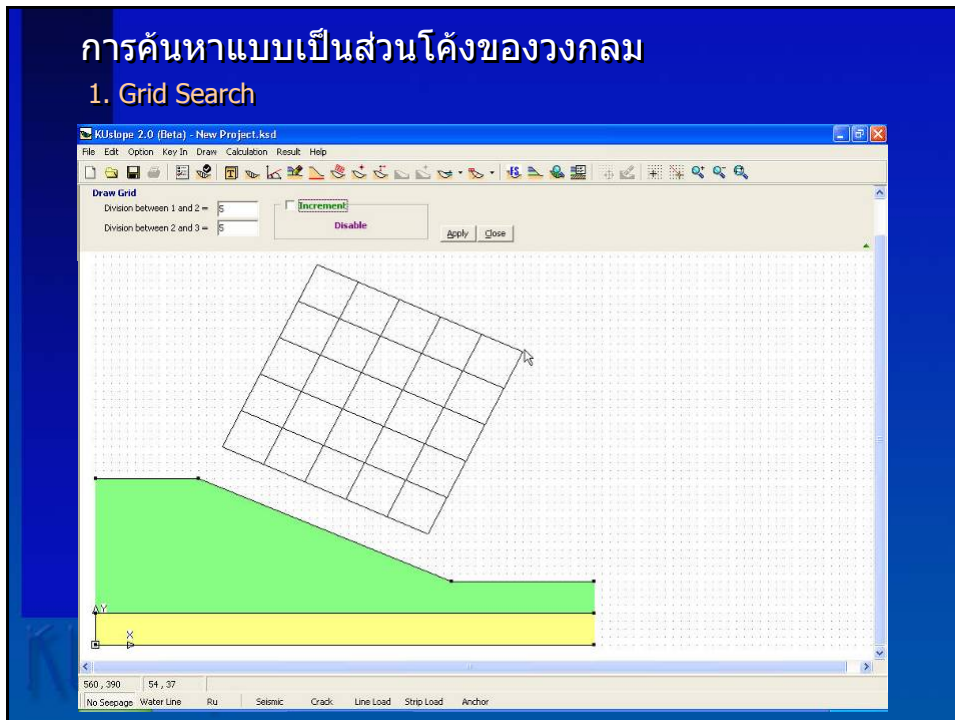 การค้นหาแบบเป็นส่วนโค้งของวงกลม
1. Grid Search
KUslope 2.0 (Beta) - New Project.ksd
File Edit Option Key In Draw Calculation Result Help
Draw Grid
Division between 1 and 2 = 5
Division between 2 and 3 = 5
Increment
Disable
Apply Close
Y
X
560 , 390 54 , 37
No Seepage Water Line Ru Seismic Crack Line Load Strip Load Anchor